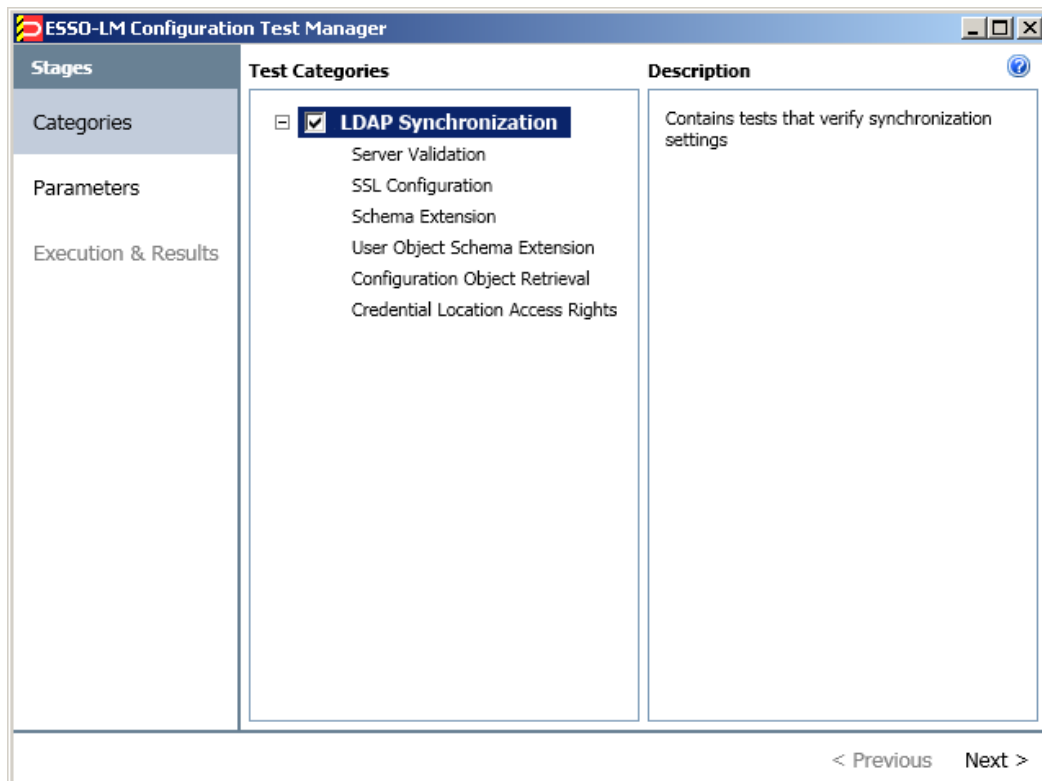 ESSO-LM Configuration Test Manager
Stages
Categories
Parameters
Execution & Results
Test Categories
LDAP Synchronization
Server Validation
SSL Configuration
Schema Extension
User Object Schema Extension
Configuration Object Retrieval
Credential Location Access Rights
Description
Contains tests that verify synchronization
settings
< Previous
Next >